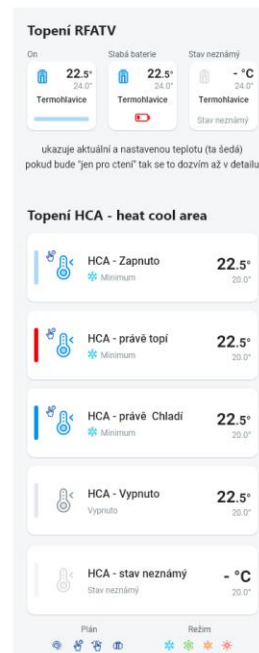 Topení RFATV
On Slabá baterie Stav neznámý
22.5° 22.5° - °C
24.0° 24.0° 24.0°
Termohlavice Termohlavice Termohlavice
Stav neznámý
ukazuje aktuální a nastavenou teplotu (ta šedá)
pokud bude "jen pro ctení" tak se to dozvím až v detailu
Topení HCA - heat cool area
HCA - Zapnuto 22.5°
Minimum 20.0°
HCA - právě topí 22.5°
Minimum 20.0°
HCA - právě Chladí 22.5°
Minimum 20.0°
HCA - Vypnuto 22.5°
Vypnuto 20.0°
HCA - stav neznámý - °C
Stav neznámý 20.0°
Plán Režim